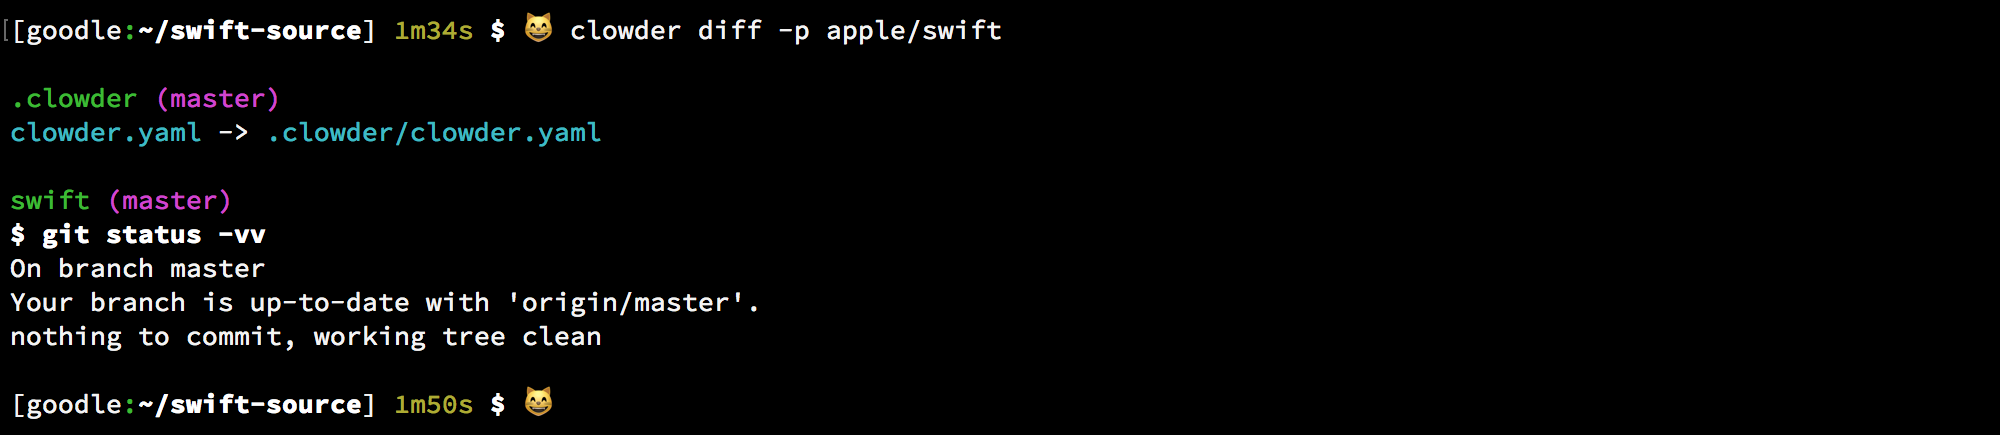 [[goodle:~/swift-source] 1m34s $ 😸 clowder diff -p apple/swift
.clowder (master)
clowder.yaml -> .clowder/clowder.yaml
swift (master)
$ git status -vv
On branch master
Your branch is up-to-date with 'origin/master'.
nothing to commit, working tree clean
[goodle:~/swift-source] 1m50s $ 😸